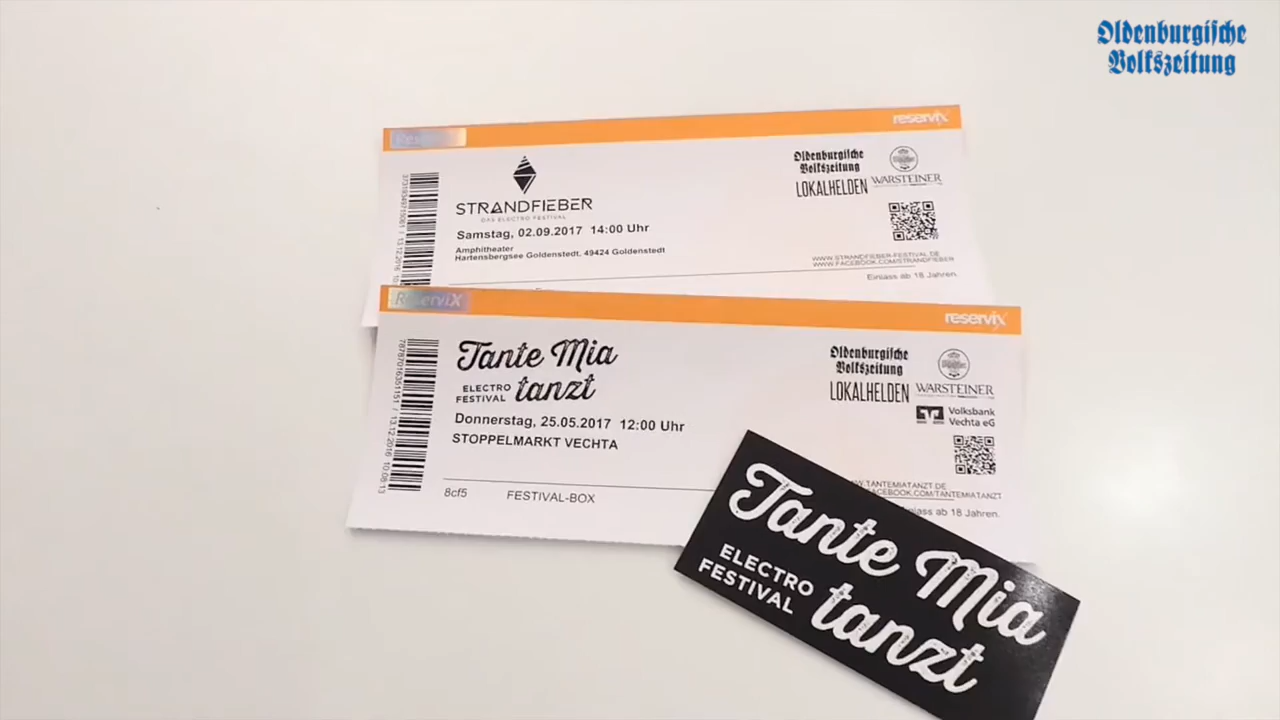 Oldenburgische
Volkszeitung
ReserviX
reserviX
STRANDFIEBER
DAS ELECTRO FESTIVAL
Samstag, 02.09.2017 14:00 Uhr
Amphitheater
Hartensbergsee Goldenstedt, 49424 Goldenstedt
Oldenburgische
Volkszeitung
LOKALHELDEN
WARSTEINER
WWW.STRANDFIEBER-FESTIVAL.DE
WWW.FACEBOOK.COM/STRANDFIEBER
Einlass ab 18 Jahren.
ReserviX
reserviX
Tante Mia
tanzt
ELECTRO
FESTIVAL
Donnerstag, 25.05.2017 12:00 Uhr
STOPPELMARKT VECHTA
8cf5 FESTIVAL-BOX
Oldenburgische
Volkszeitung
LOKALHELDEN
WARSTEINER
Volksbank
Vechta eG
WW.TANTEMIATANZT.DE
FACEBOOK.COM/TANTEMIATANZT
ab 18 Jahren.
Tante Mia
tanzt
ELECTRO
FESTIVAL